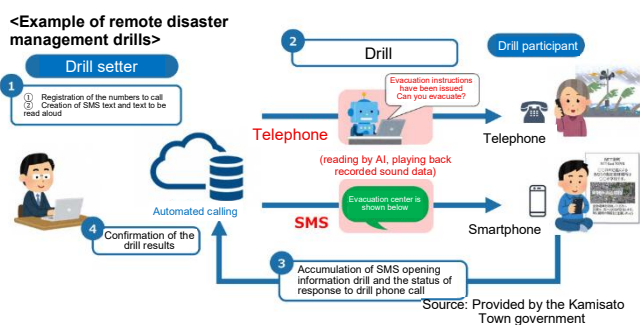 <Example of remote disaster
management drills>
Drill setter
1
① Registration of the numbers to call
② Creation of SMS text and text to be
read aloud
2
Drill
Drill participant
Evacuation instructions
have been issued
Can you evacuate?
Telephone
Telephone
(reading by AI, playing back
recorded sound data)
Automated calling
SMS
Evacuation center is
shown below
Smartphone
4
Confirmation of the
drill results
3
Accumulation of SMS opening
information drill and the status of
response to drill phone call
Source: Provided by the Kamisato
Town government